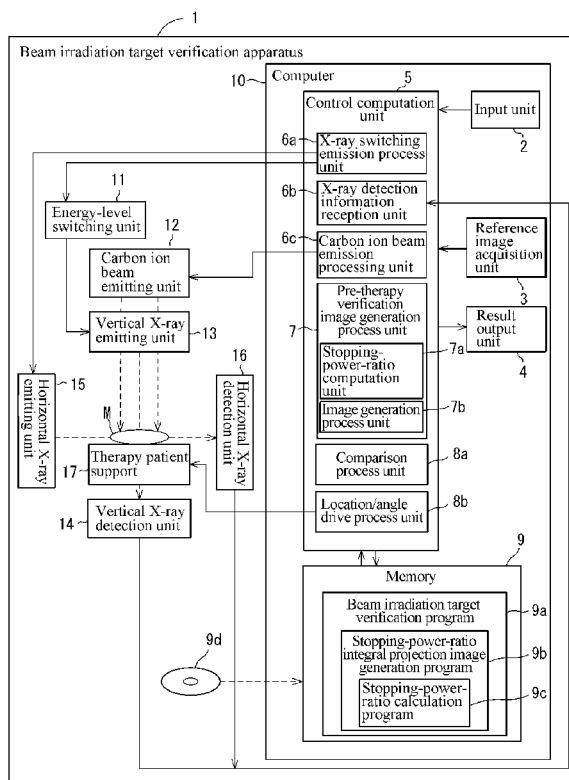 1
Beam irradiation target verification apparatus
10
Computer
5
Control computation
unit
Input unit
2
6a
X-ray switching
emission process
unit
6b
X-ray detection
information
reception unit
6c
Carbon ion beam
emission
processing unit
Reference
image
acquisition
unit
3
11
Energy-level
switching unit
12
Carbon ion
beam
emitting unit
Vertical X-ray
emitting unit
13
7
Pre-therapy
verification
image generation
process unit
Result
output
unit
4
7a
Stopping-
power-ratio
computation
unit
7b
Image generation
process unit
15
Horizontal X-ray
emitting unit
16
Horizontal X-ray
detection unit
M
17
Therapy patient
support
14
Vertical X-ray
detection unit
Comparison
process unit
8a
Location/angle
drive process unit
8b
9
Memory
9a
Beam irradiation target
verification program
9b
Stopping-power-ratio
integral projection image
generation program
9c
Stopping-power-
ratio calculation
program
9d